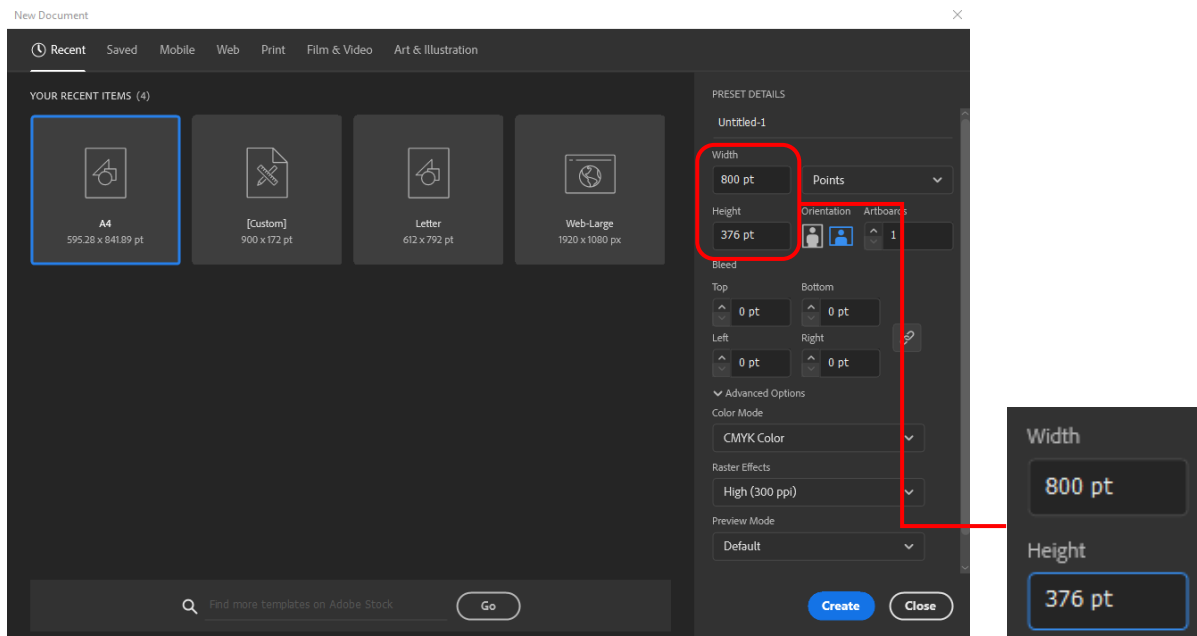 New Document
Recent Saved Mobile Web Print Film & Video Art & Illustration
YOUR RECENT ITEMS (4)
A4
595.28 x 841.89 pt
[Custom]
900 x 172 pt
Letter
612 x 792 pt
Web-Large
1920 x 1080 px
Find more templates on Adobe Stock
Go
PRESET DETAILS
Untitled-1
Width
800 pt Points
Height Orientation Artboards
376 pt 1
Bleed
Top Bottom
0 pt 0 pt
Left Right
0 pt 0 pt
Advanced Options
Color Mode
CMYK Color
Raster Effects
High (300 ppi)
Preview Mode
Default
Create Close
Width
800 pt
Height
376 pt